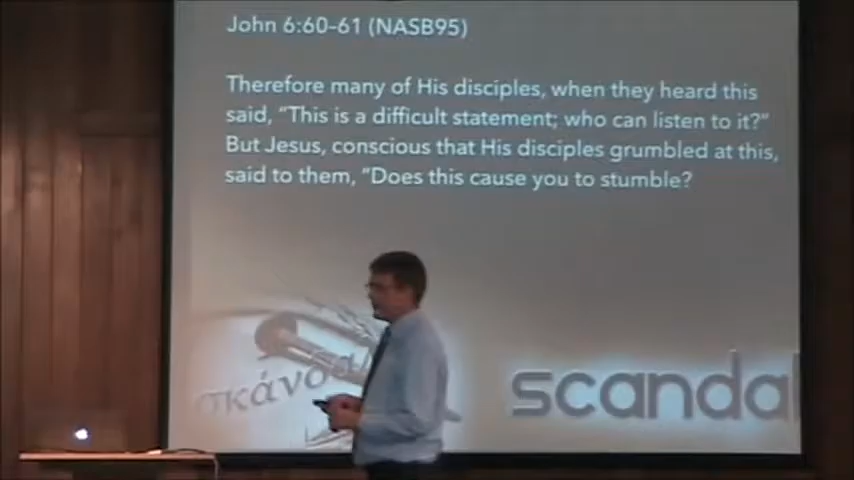 John 6:60-61 (NASB95)
Therefore many of His disciples, when they heard this
said, “This is a difficult statement; who can listen to it?”
But Jesus, conscious that His disciples grumbled at this,
said to them, “Does this cause you to stumble?
scandal